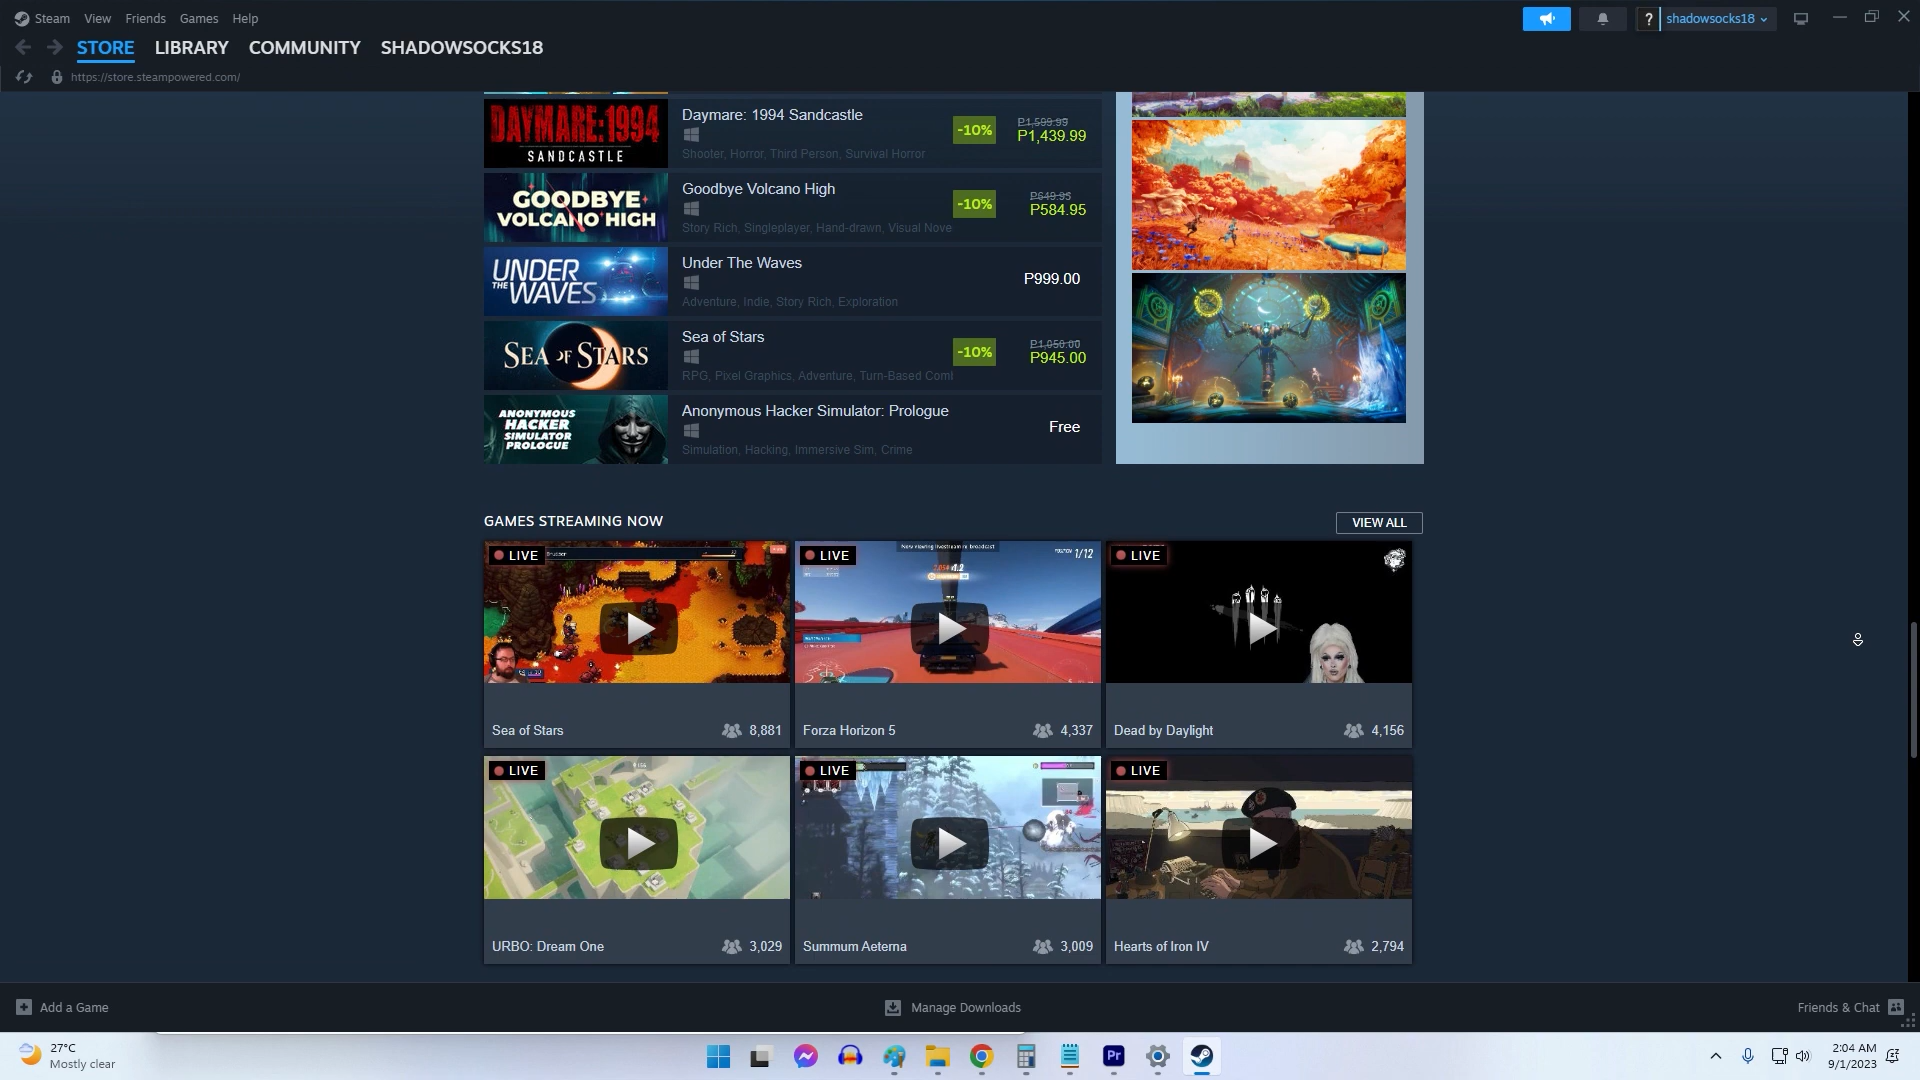 Steam View Friends Games Help
? shadowsocks18
STORE LIBRARY COMMUNITY SHADOWSOCKS18
https://store.steampowered.com/
DAYMARE:1994
SANDCASTLE
Daymare: 1994 Sandcastle
-10%
P1,599.99
P1,439.99
Shooter, Horror, Third Person, Survival Horror
GOODBYE
VOLCANO HIGH
Goodbye Volcano High
-10%
P649.95
P584.95
Story Rich, Singleplayer, Hand-drawn, Visual Nove
UNDER
THE WAVES
Under The Waves
P999.00
Adventure, Indie, Story Rich, Exploration
SEA OF STARS
Sea of Stars
-10%
P1,050.00
P945.00
RPG, Pixel Graphics, Adventure, Turn-Based Coml
ANONYMOUS
HACKER
SIMULATOR
PROLOGUE
Anonymous Hacker Simulator: Prologue
Free
Simulation, Hacking, Immersive Sim, Crime
GAMES STREAMING NOW
VIEW ALL
LIVE
Sea of Stars 8,881
LIVE
Now viewing livestream re broadcast
POSITION 1/12
Forza Horizon 5 4,337
LIVE
Dead by Daylight 4,156
LIVE
URBO: Dream One 3,029
LIVE
Summum Aeterna 3,009
LIVE
Hearts of Iron IV 2,794
Add a Game
Manage Downloads
Friends & Chat
27°C
Mostly clear
Pr
2:04 AM
9/1/2023